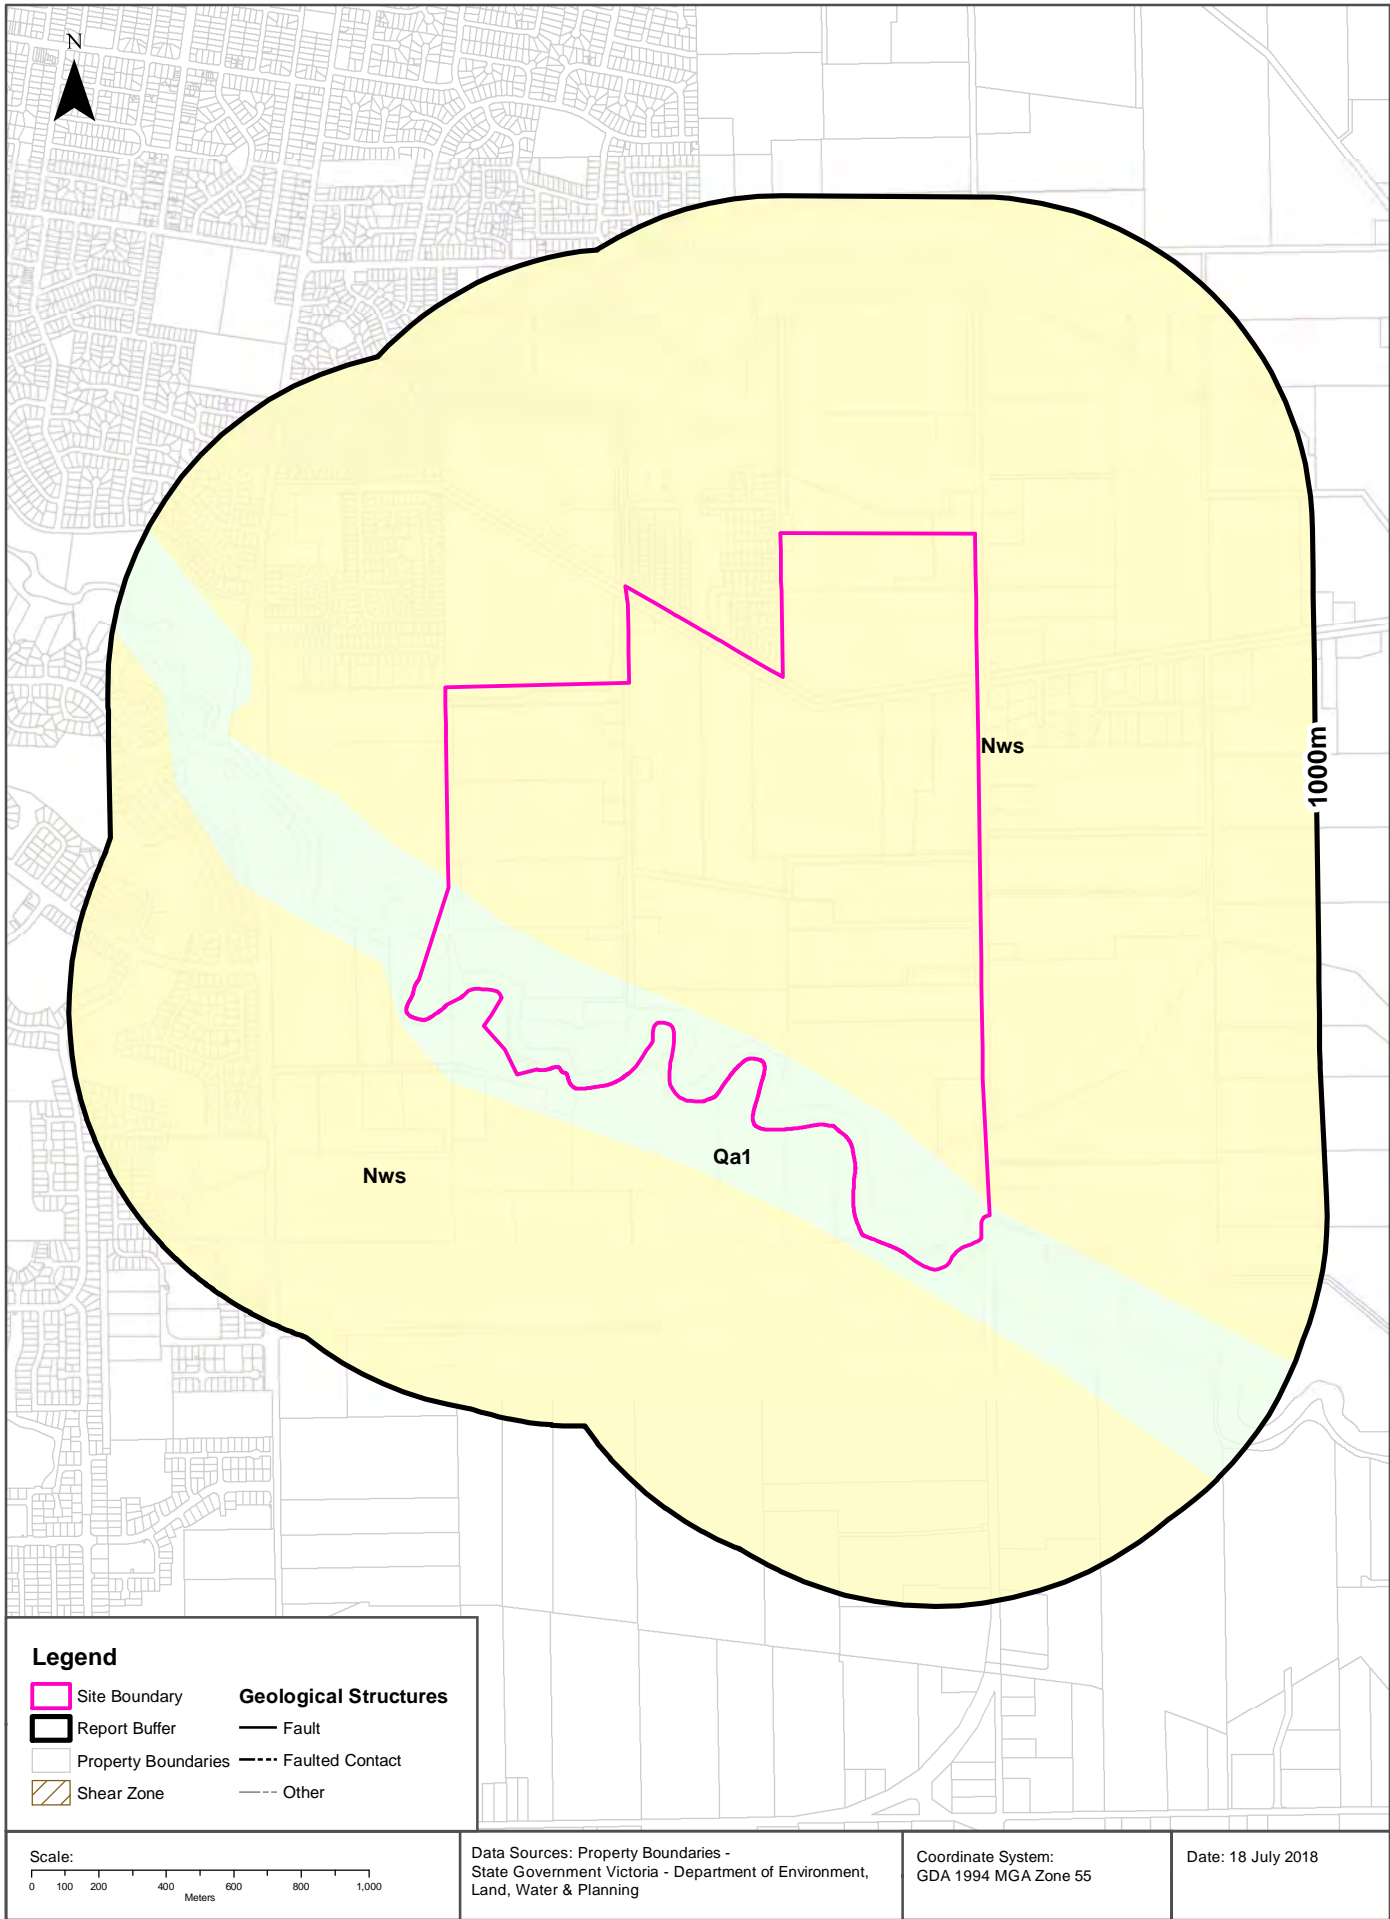 N
Nws
1000m
Qa1
Nws
Legend
Site Boundary
Report Buffer
Property Boundaries
Shear Zone
Geological Structures
Fault
Faulted Contact
Other
Scale:
0 100 200 400 600 800 1,000
Meters
Data Sources: Property Boundaries -
State Government Victoria - Department of Environment,
Land, Water & Planning
Coordinate System:
GDA 1994 MGA Zone 55
Date: 18 July 2018